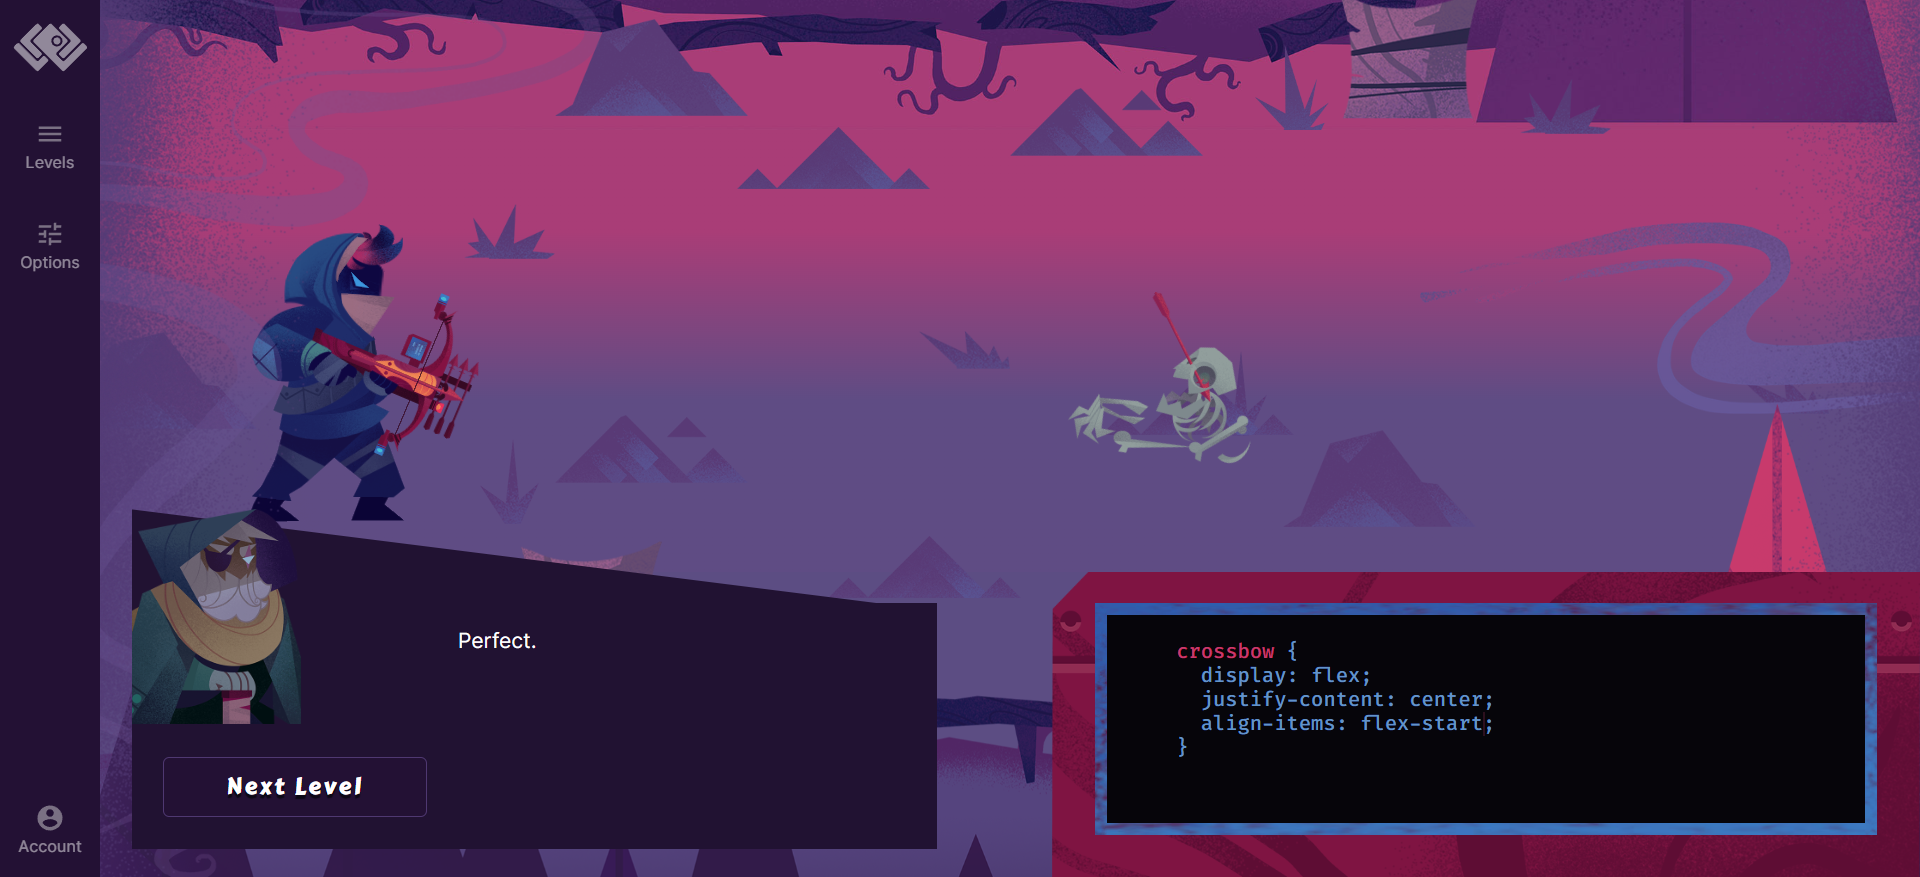 Levels
Options
Perfect.
Next Level
Account
crossbow {
  display: flex;
  justify-content: center;
  align-items: flex-start;
}